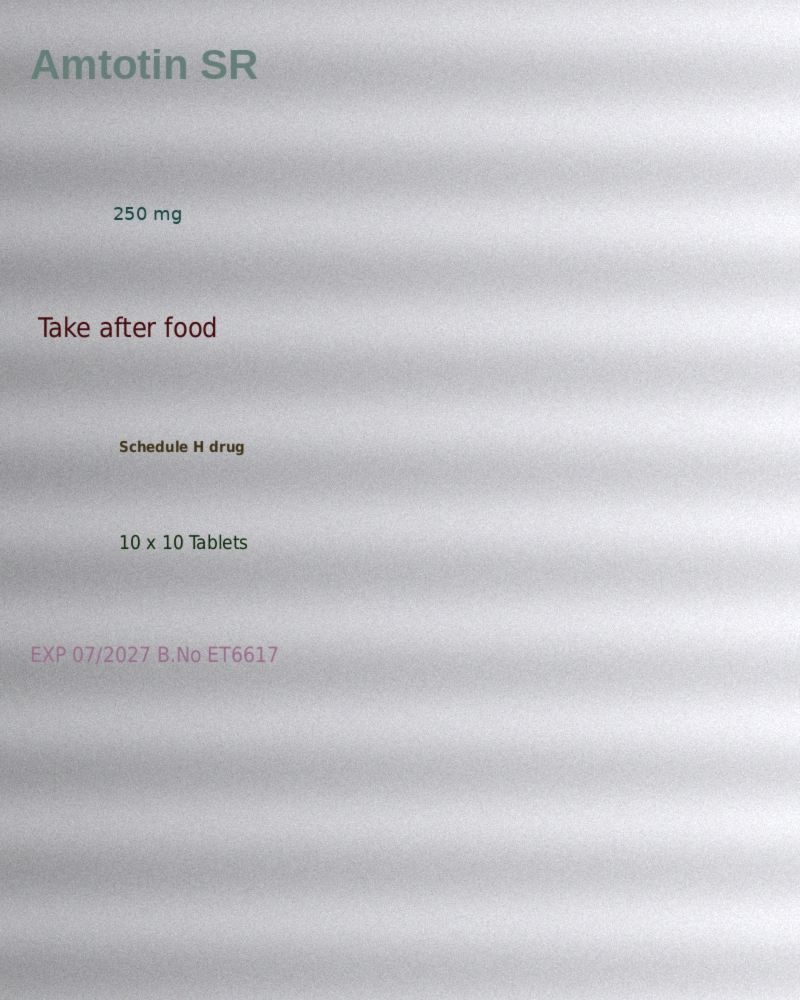 Amtotin SR
250 mg
Take after food
Schedule H drug
10 x 10 Tablets
EXP 07/2027 B.No ET6617